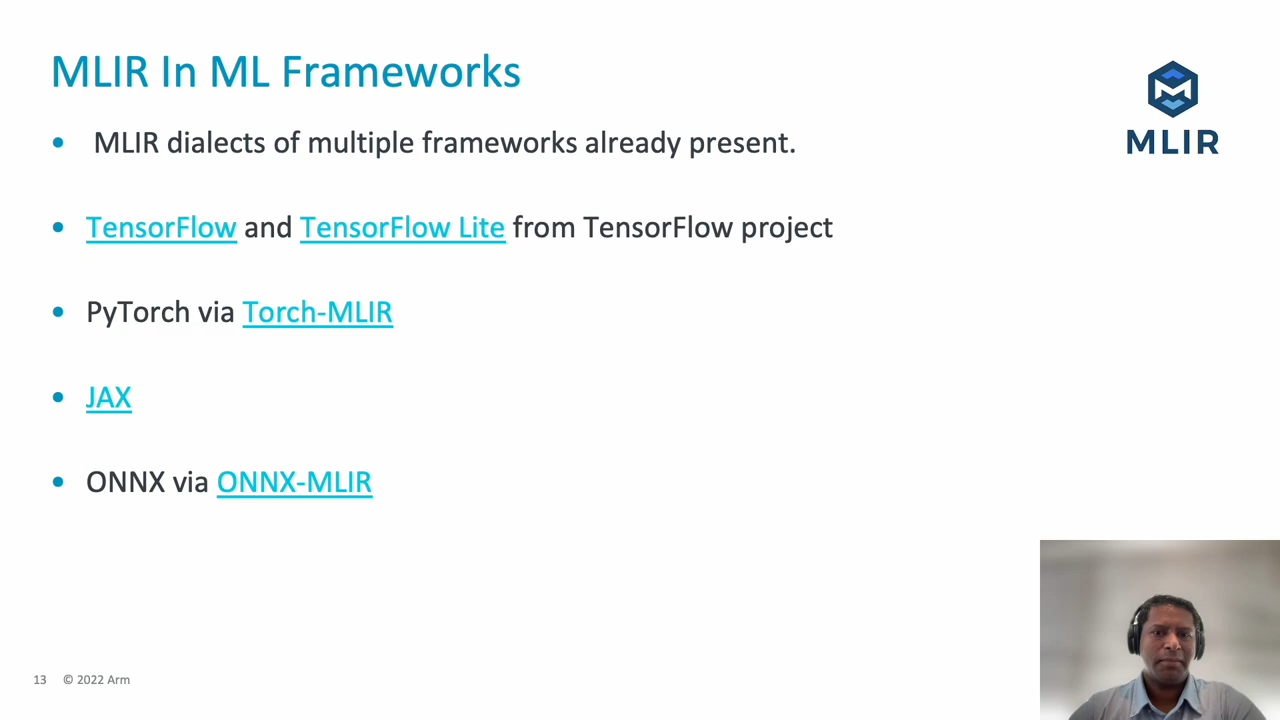 MLIR In ML Frameworks
MLIR
• MLIR dialects of multiple frameworks already present.
• TensorFlow and TensorFlow Lite from TensorFlow project
• PyTorch via Torch-MLIR
• JAX
• ONNX via ONNX-MLIR
13 © 2022 Arm